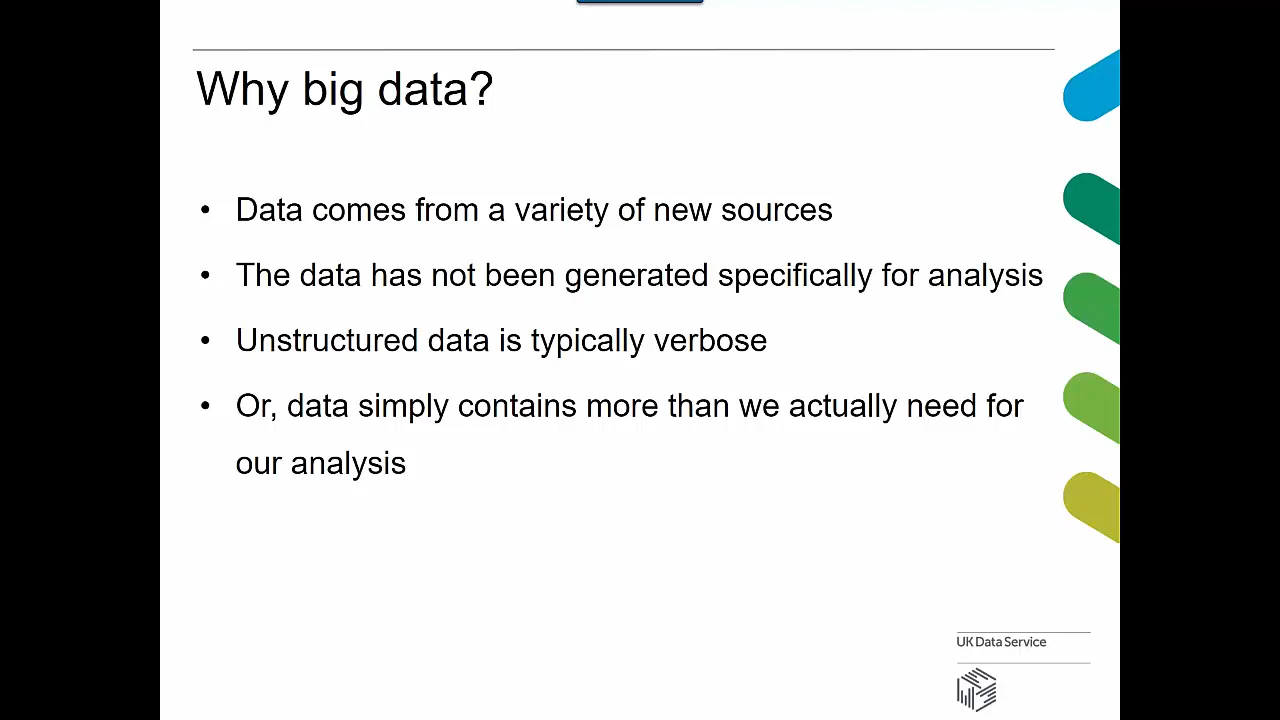 Why big data?
• Data comes from a variety of new sources
• The data has not been generated specifically for analysis
• Unstructured data is typically verbose
• Or, data simply contains more than we actually need for
our analysis
UK Data Service